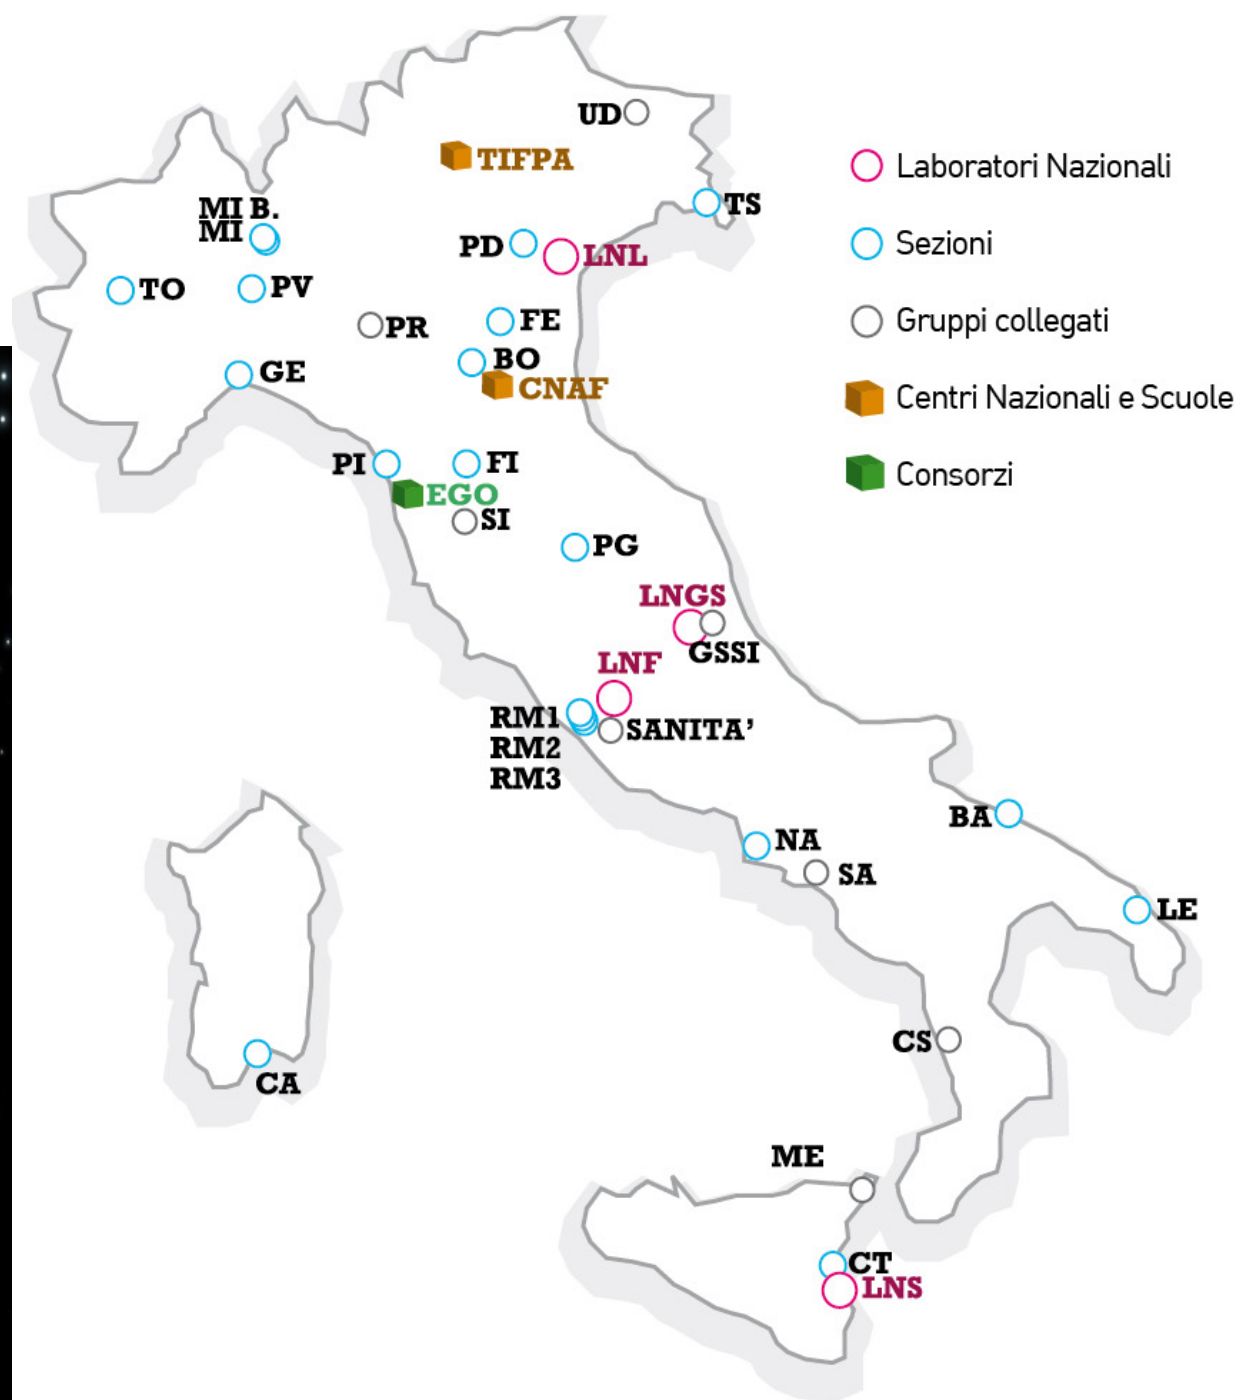 UD
TIFPA
TS
MI B.
MI
PD
LNL
TO
PV
PR
FE
BO
GE
CNAF
PI
FI
EGO
SI
PG
LNGS
GSSI
LNF
RM1
SANITA’
RM2
RM3
BA
NA
SA
LE
CS
CA
ME
CT
LNS
Laboratori Nazionali
Sezioni
Gruppi collegati
Centri Nazionali e Scuole
Consorzi